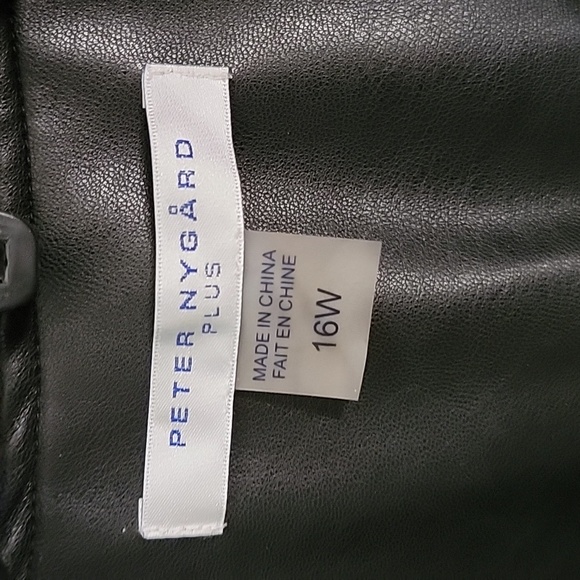 PETER NYGÅRD
PLUS
MADE IN CHINA
FAIT EN CHINE
16W